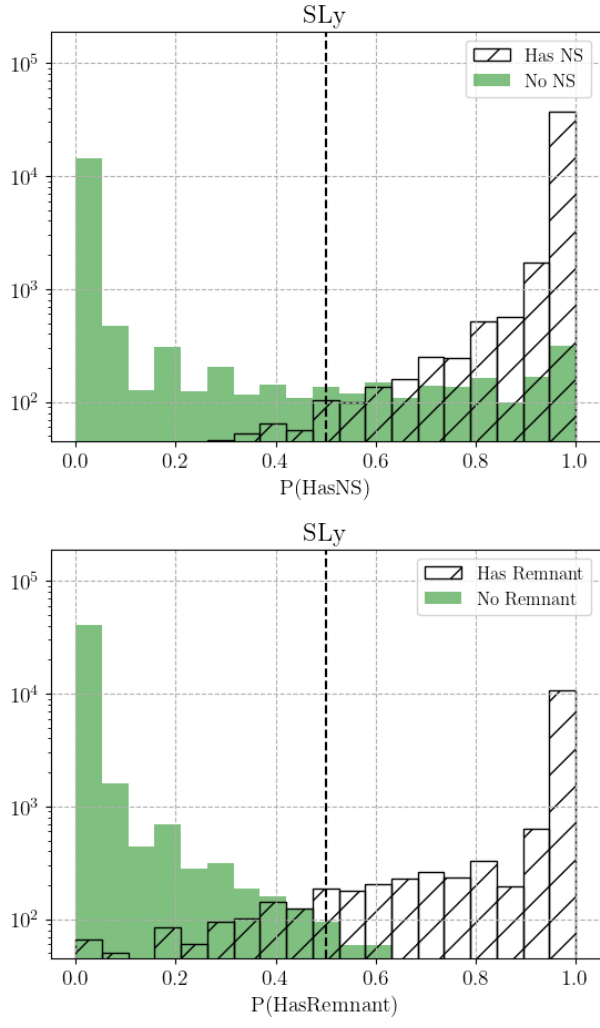 SLy
Has NS
No NS
10^5
10^4
10^3
10^2
0.0 0.2 0.4 0.6 0.8 1.0
P(HasNS)
SLy
Has Remnant
No Remnant
10^5
10^4
10^3
10^2
0.0 0.2 0.4 0.6 0.8 1.0
P(HasRemnant)